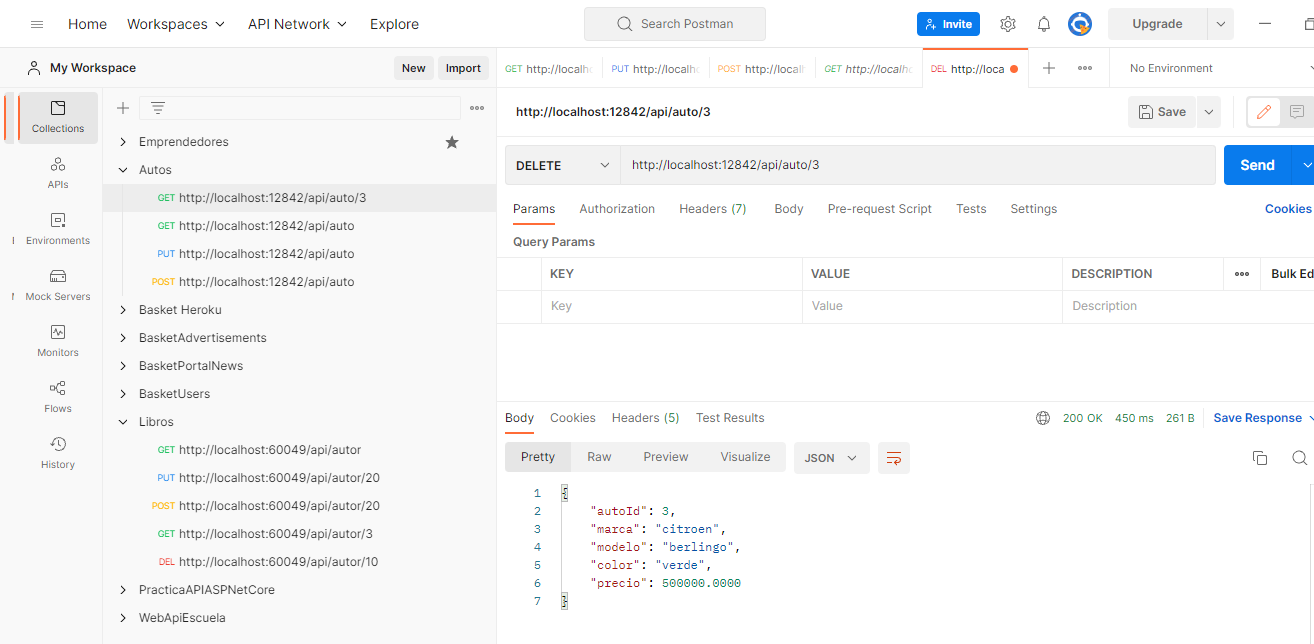 Home Workspaces API Network Explore Search Postman Invite Upgrade
My Workspace New Import GET http://localh PUT http://localh POST http://localh GET http://localho DEL http://loca No Environment
http://localhost:12842/api/auto/3 Save
Collections
APIs
Environments
Mock Servers
Monitors
Flows
History
Emprendedores
Autos
GET http://localhost:12842/api/auto/3
GET http://localhost:12842/api/auto
PUT http://localhost:12842/api/auto
POST http://localhost:12842/api/auto
Basket Heroku
BasketAdvertisements
BasketPortalNews
BasketUsers
Libros
GET http://localhost:60049/api/autor
PUT http://localhost:60049/api/autor/20
POST http://localhost:60049/api/autor/20
GET http://localhost:60049/api/autor/3
DEL http://localhost:60049/api/autor/10
PracticaAPIASPNetCore
WebApiEscuela
DELETE http://localhost:12842/api/auto/3 Send
Params Authorization Headers (7) Body Pre-request Script Tests Settings Cookies
Query Params
KEY VALUE DESCRIPTION Bulk Ed
Key Value Description
Body Cookies Headers (5) Test Results 200 OK 450 ms 261 B Save Response
Pretty Raw Preview Visualize JSON
1 {
2 "autoId": 3,
3 "marca": "citroen",
4 "modelo": "berlingo",
5 "color": "verde",
6 "precio": 500000.0000
7 }